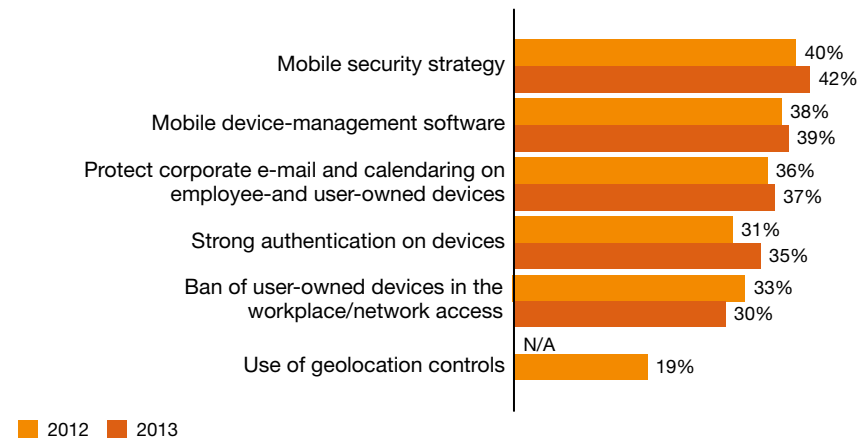 Mobile security strategy
40%
42%
Mobile device-management software
38%
39%
Protect corporate e-mail and calendaring on
employee-and user-owned devices
36%
37%
Strong authentication on devices
31%
35%
Ban of user-owned devices in the
workplace/network access
33%
30%
Use of geolocation controls
N/A
19%
2012
2013